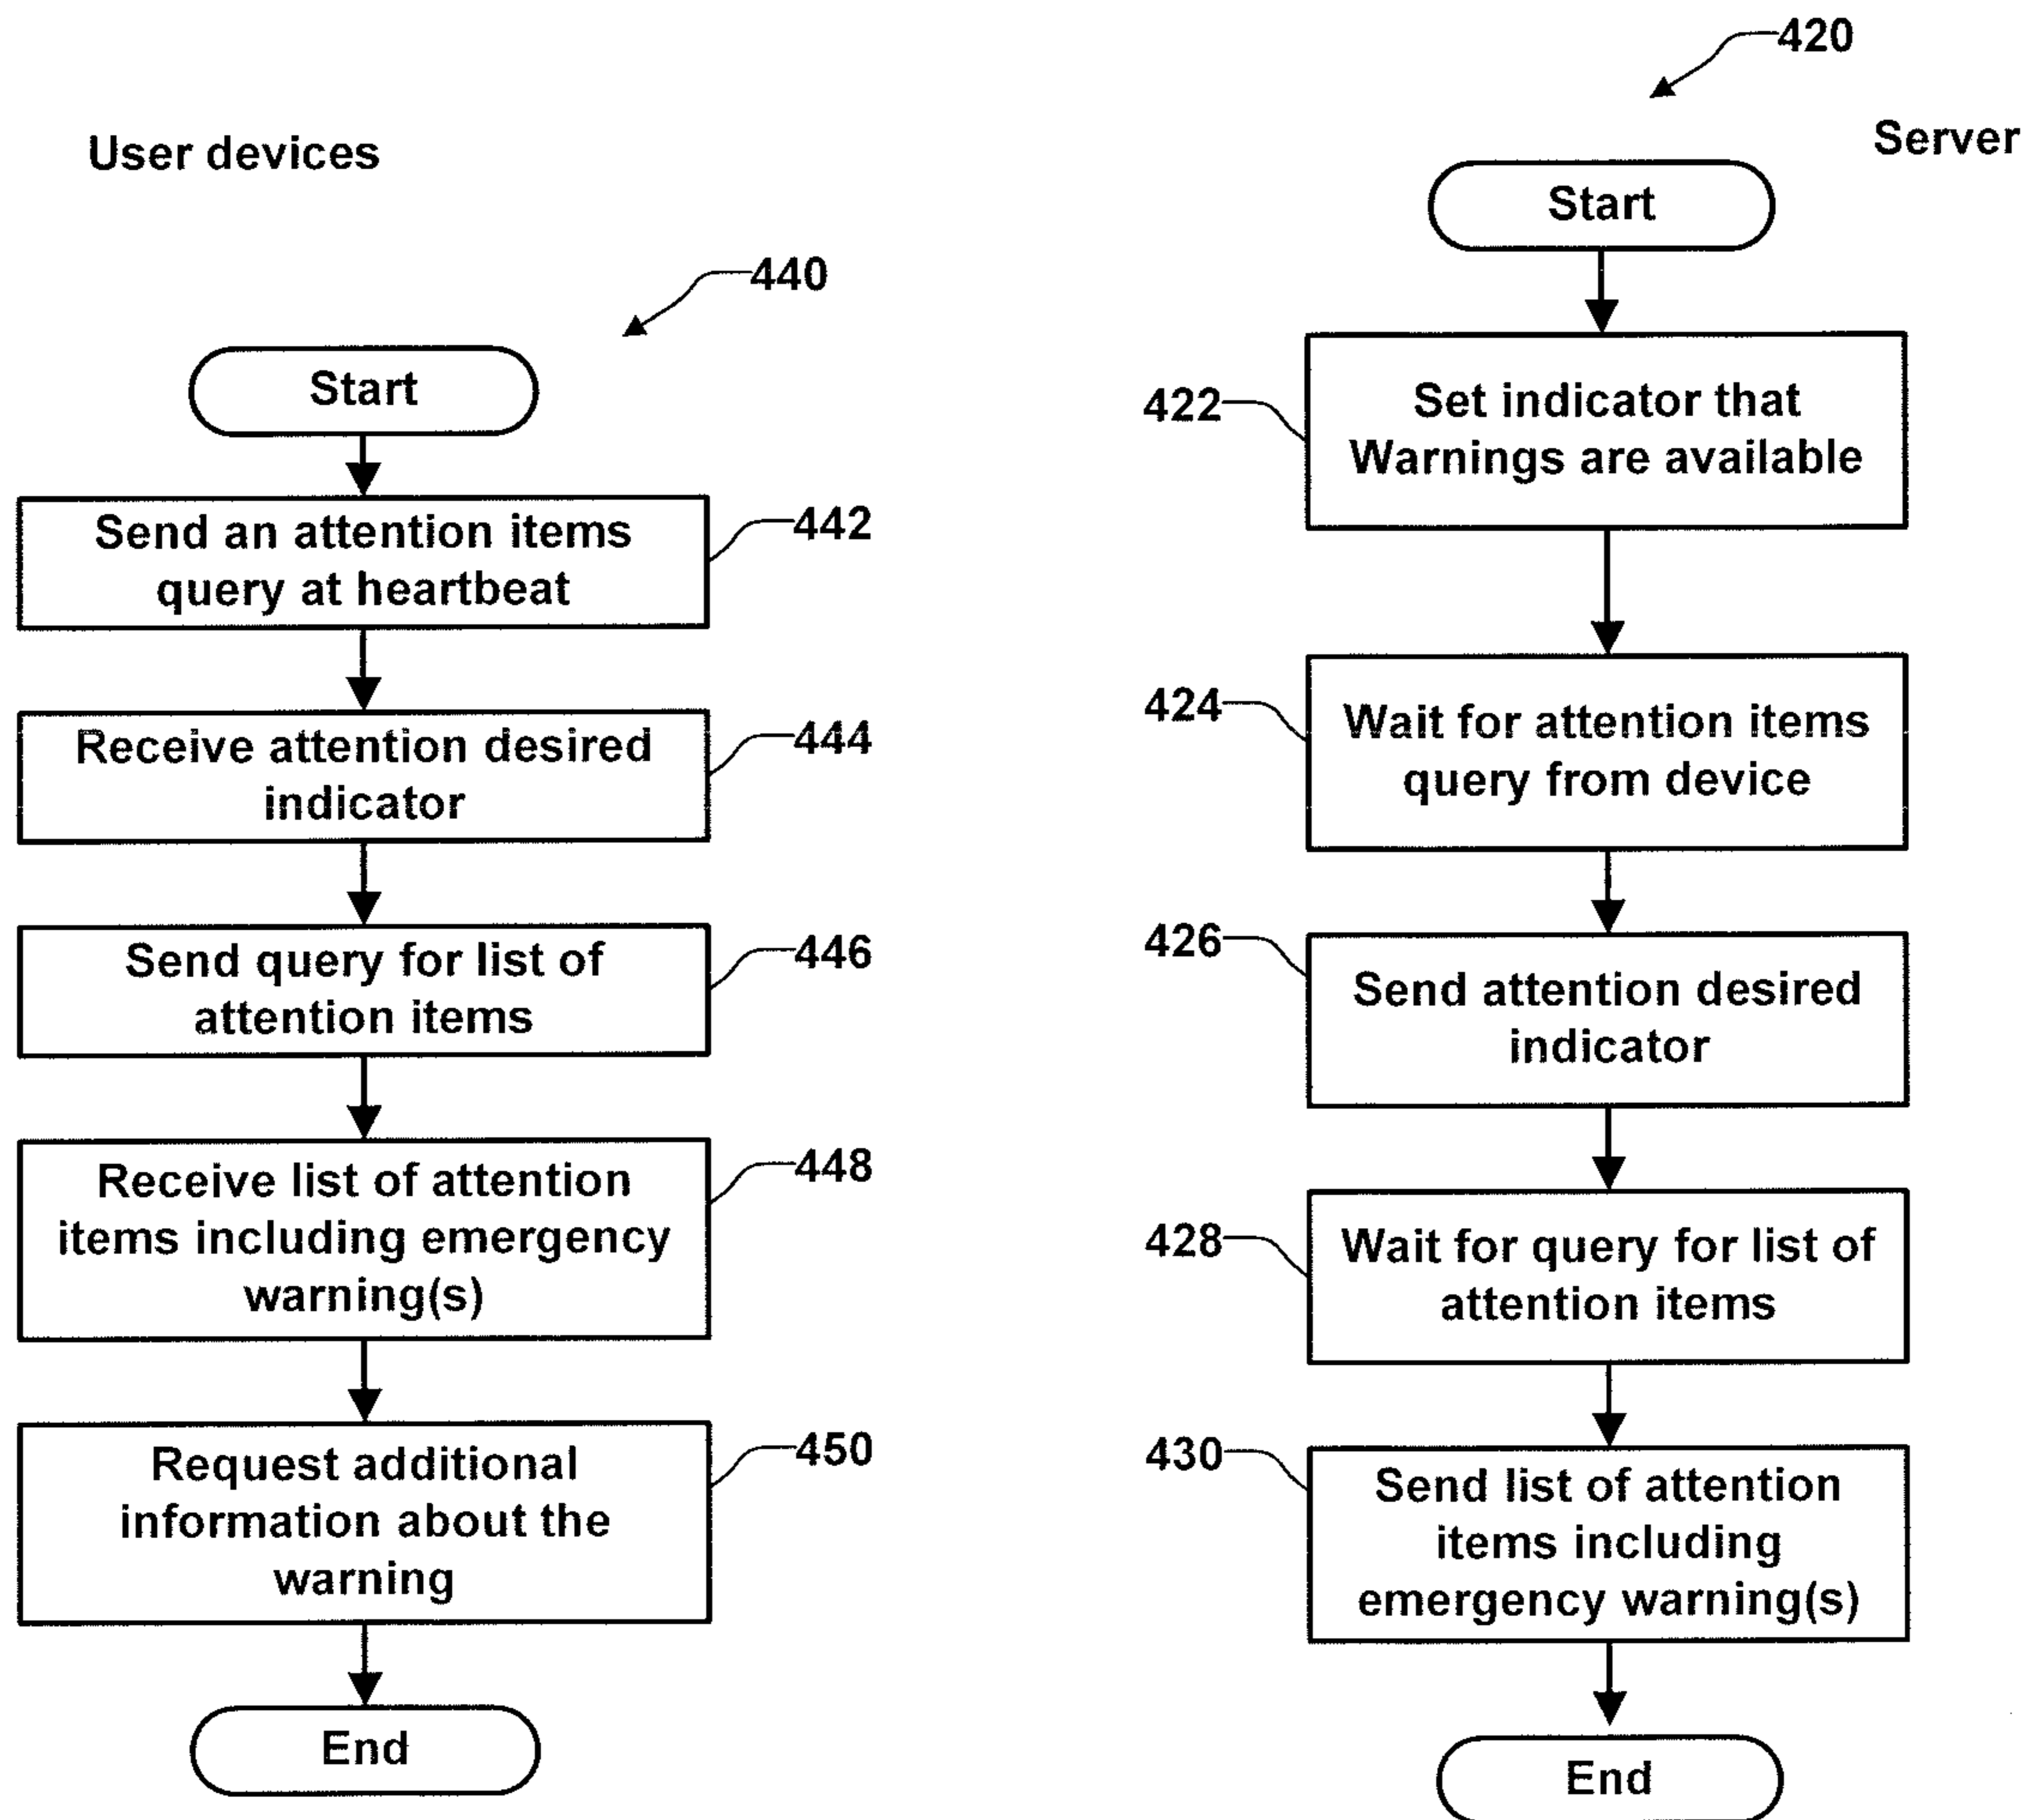 User devices
440
Start
Send an attention items
query at heartbeat
442
Receive attention desired
indicator
444
Send query for list of
attention items
446
Receive list of attention
items including emergency
warning(s)
448
Request additional
information about the
warning
450
End
420
Server
Start
422
Set indicator that
Warnings are available
424
Wait for attention items
query from device
426
Send attention desired
indicator
428
Wait for query for list of
attention items
430
Send list of attention
items including
emergency warning(s)
End